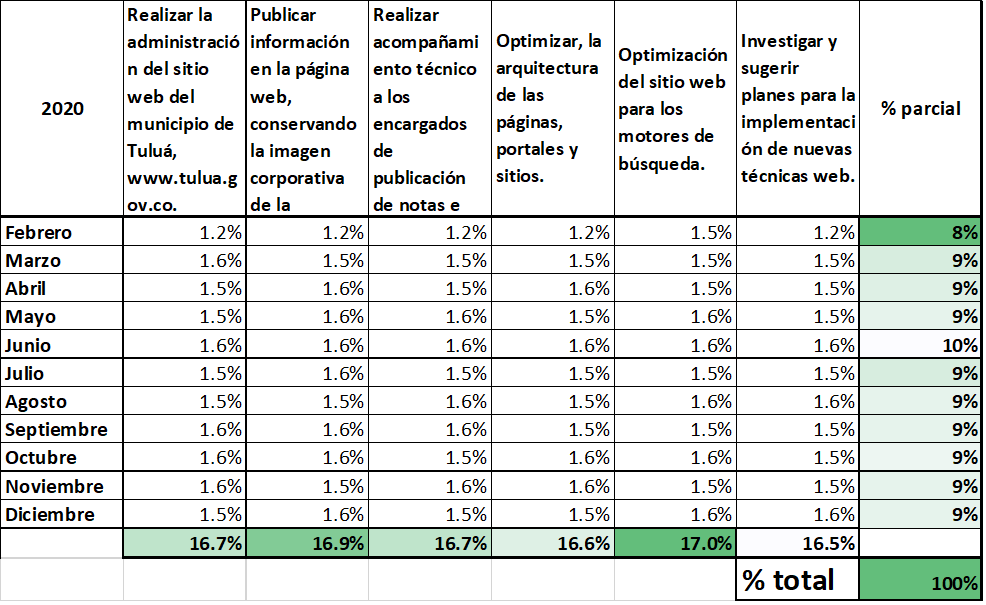 2020
Realizar la
administració
n del sitio
web del
municipio de
Tuluá,
www.tulua.g
ov.co.
Publicar
información
en la página
web,
conservando
la imagen
corporativa
de la
Realizar
acompañami
ento técnico
a los
encargados
de
publicación
de notas e
Optimizar, la
arquitectura
de las
páginas,
portales y
sitios.
Optimización
del sitio web
para los
motores de
búsqueda.
Investigar y
sugerir
planes para la
implementaci
ón de nuevas
técnicas web.
% parcial
Febrero 1.2% 1.2% 1.2% 1.2% 1.5% 1.2% 8%
Marzo 1.6% 1.5% 1.5% 1.5% 1.5% 1.5% 9%
Abril 1.5% 1.6% 1.5% 1.6% 1.5% 1.5% 9%
Mayo 1.5% 1.6% 1.6% 1.5% 1.6% 1.5% 9%
Junio 1.6% 1.6% 1.6% 1.6% 1.6% 1.6% 10%
Julio 1.5% 1.6% 1.5% 1.5% 1.5% 1.5% 9%
Agosto 1.5% 1.5% 1.6% 1.5% 1.6% 1.6% 9%
Septiembre 1.6% 1.6% 1.6% 1.5% 1.5% 1.5% 9%
Octubre 1.6% 1.6% 1.5% 1.6% 1.6% 1.5% 9%
Noviembre 1.6% 1.5% 1.6% 1.6% 1.5% 1.5% 9%
Diciembre 1.5% 1.6% 1.5% 1.5% 1.6% 1.6% 9%
16.7% 16.9% 16.7% 16.6% 17.0% 16.5%
% total 100%